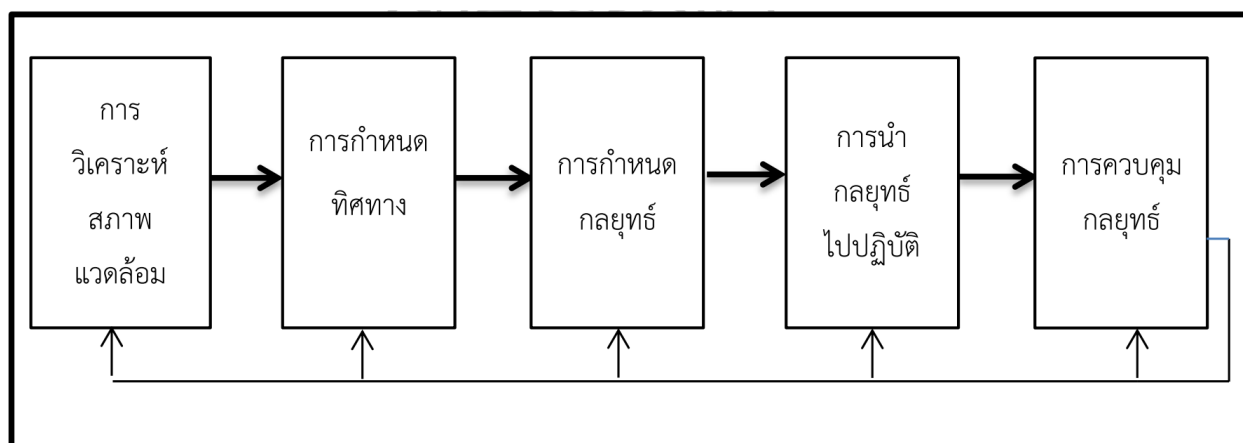 การ
วิเคราะห์
สภาพ
แวดล้อม
การกำหนด
ทิศทาง
การกำหนด
กลยุทธ์
การนำ
กลยุทธ์
ไปปฏิบัติ
การควบคุม
กลยุทธ์